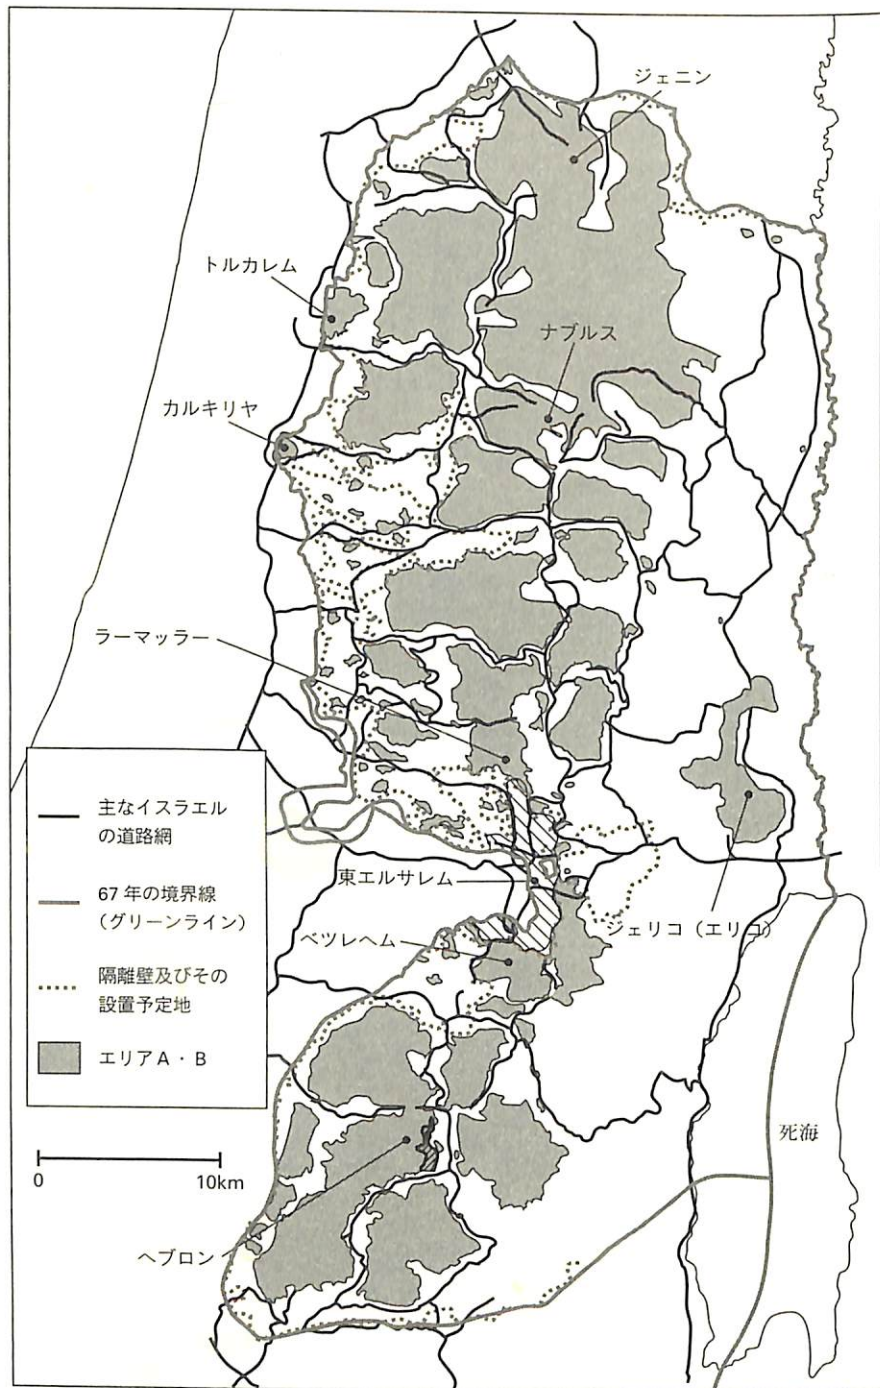 ジェニン
トルカレム
ナブルス
カルキリヤ
ラーマッラー
主なイスラエル
の道路網
67年の境界線
(グリーンライン)
隔離壁及びその
設置予定地
エリアA・B
東エルサレム
ベツレヘム
ジェリコ(エリコ)
死海
0 10km
ヘブロン